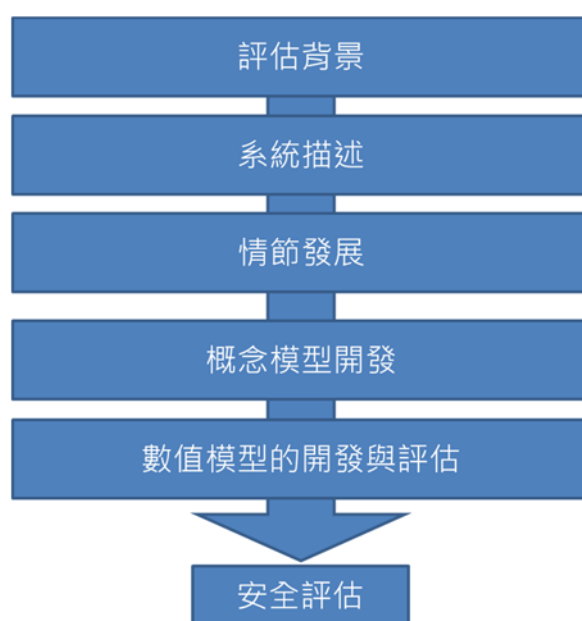 評估背景
系統描述
情節發展
概念模型開發
數值模型的開發與評估
安全評估